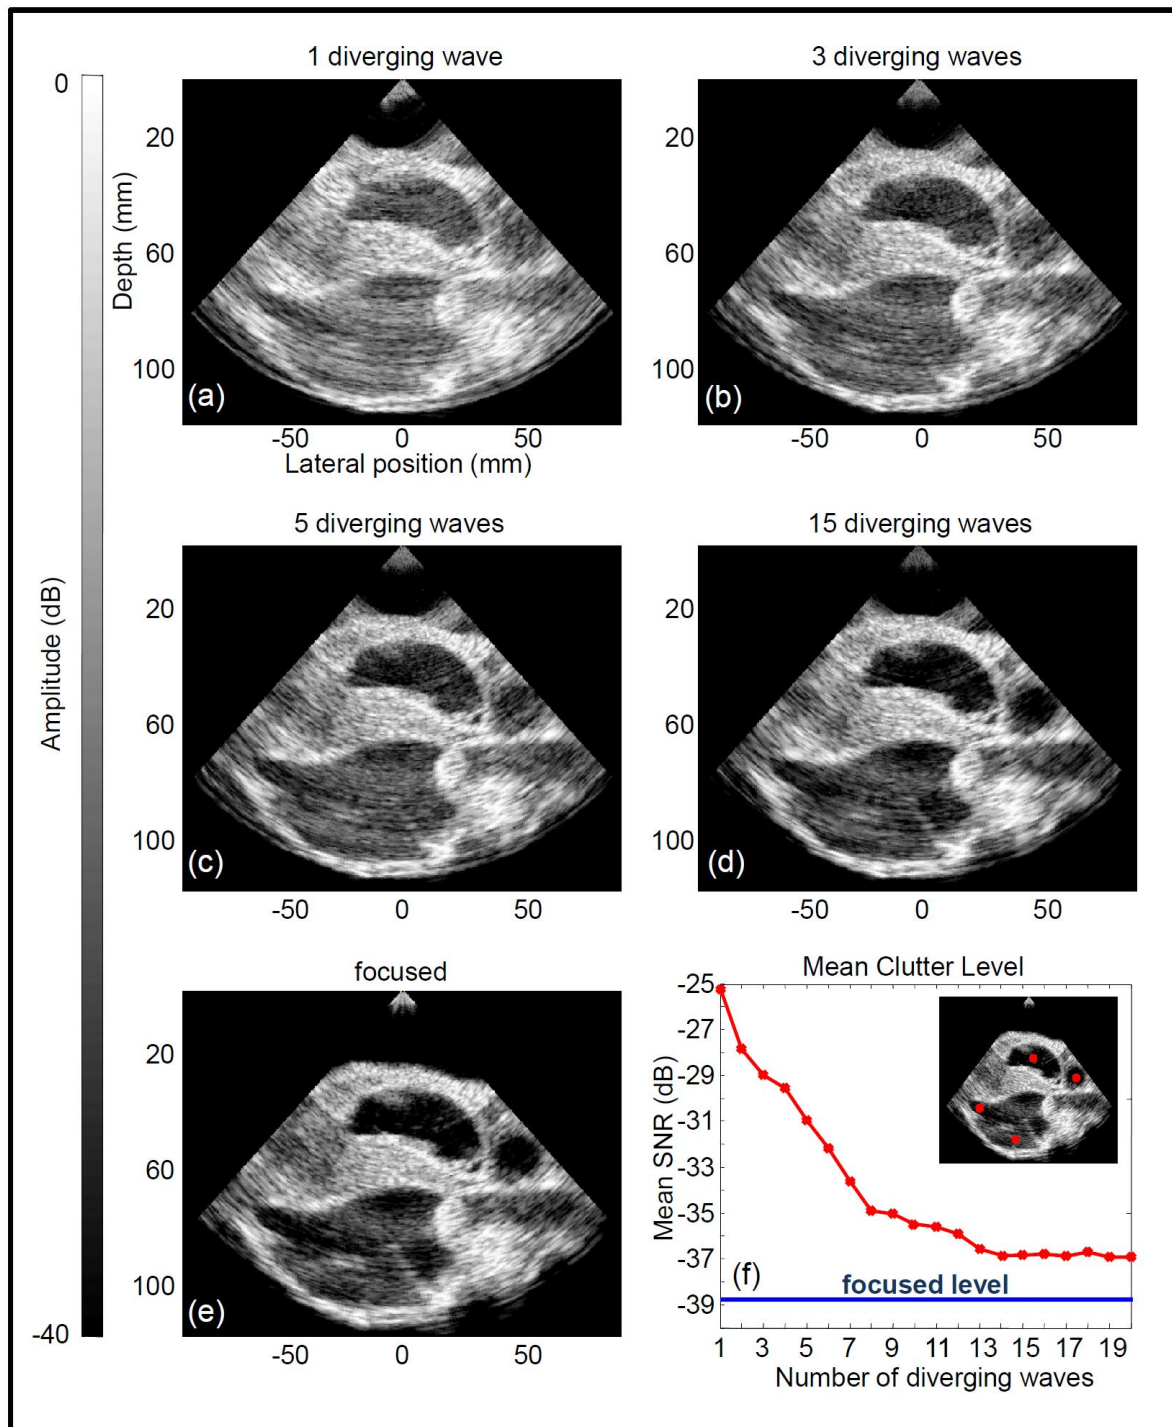 1 diverging wave
3 diverging waves
0
20
60
100
Depth (mm)
(a)
-50 0 50
Lateral position (mm)
20
60
100
(b)
-50 0 50
5 diverging waves
15 diverging waves
Amplitude (dB)
20
60
100
(c)
-50 0 50
20
60
100
(d)
-50 0 50
-40
focused
20
60
100
(e)
-50 0 50
Mean Clutter Level
-25
-27
-29
-31
-33
-35
-37
-39
Mean SNR (dB)
(f)
focused level
1 3 5 7 9 11 13 15 17 19
Number of diverging waves